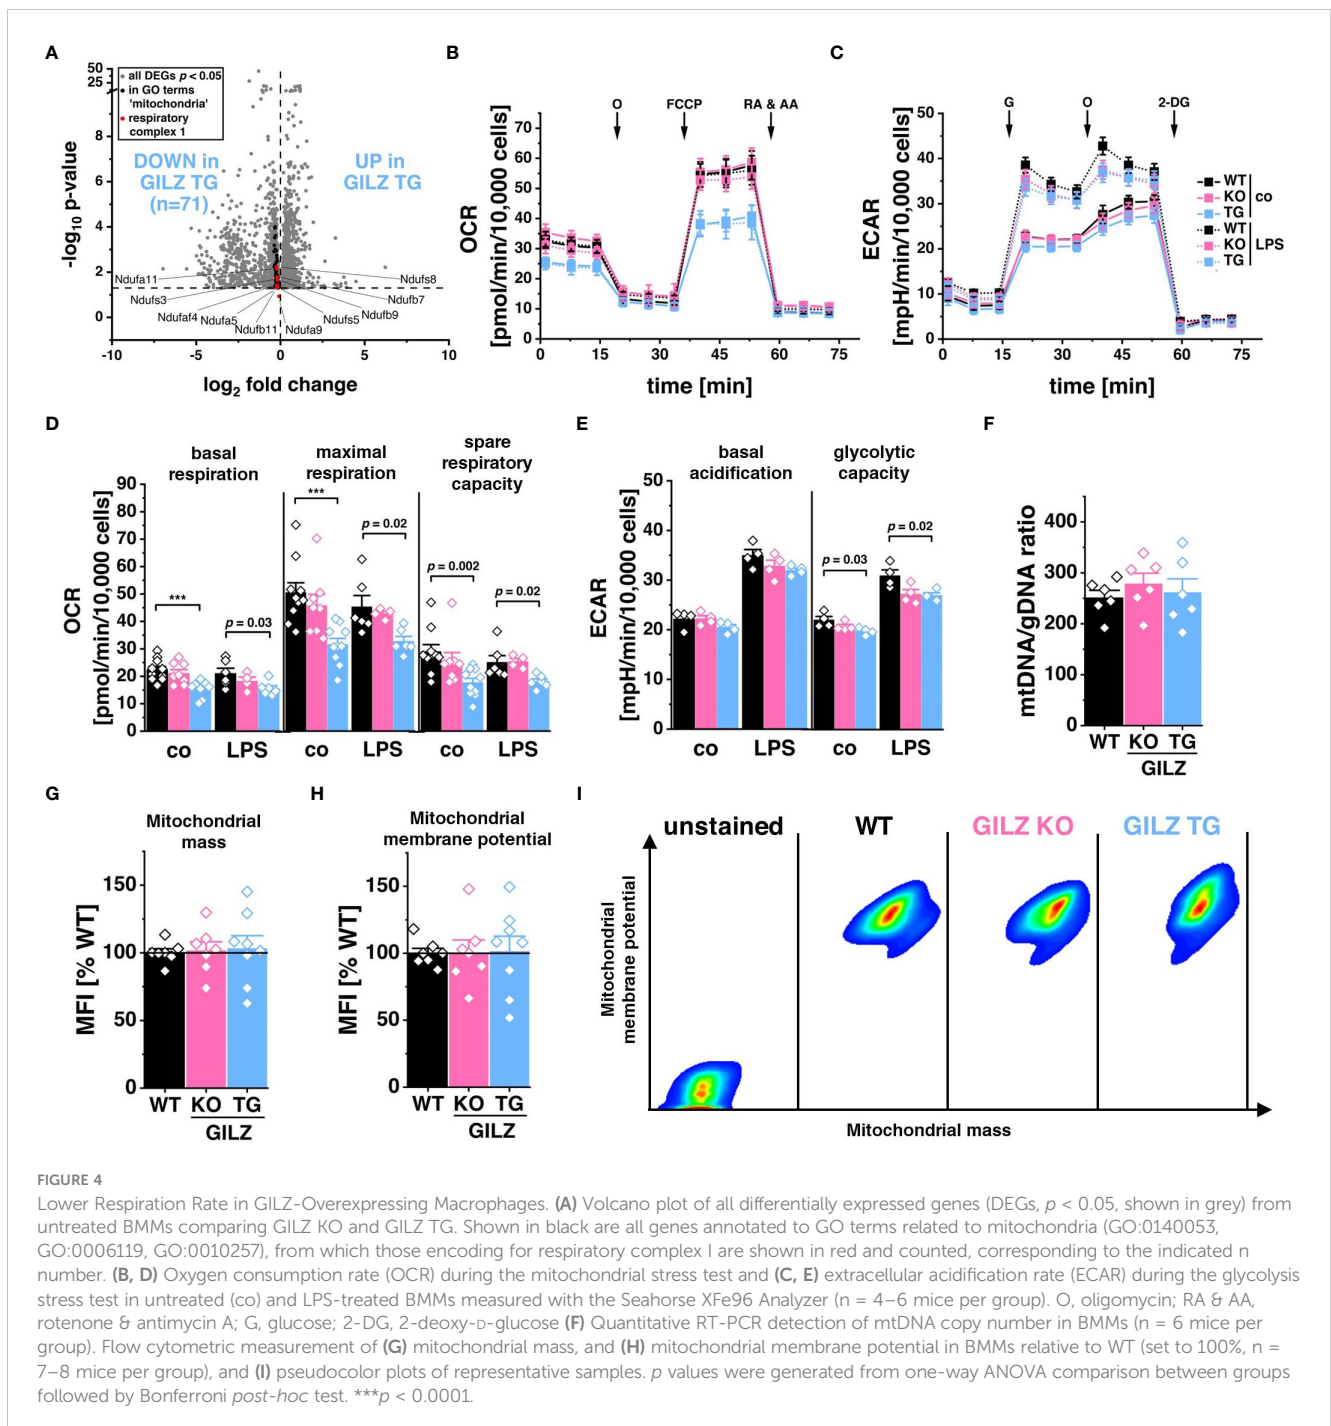 A
50
25
8
6
4
2
0
-log10 p-value
all DEGs p < 0.05
in GO terms
'mitochondria'
respiratory
complex 1
DOWN in
GILZ TG
(n=71)
UP in
GILZ TG
Ndufa11
Ndufs3
Ndufaf4
Ndufa5
Ndufb11
Ndufa9
Ndufs5
Ndufb9
Ndufb7
Ndufs8
-10
-5
0
5
10
log2 fold change
B
O
FCCP
RA & AA
OCR
[pmol/min/10,000 cells]
70
60
50
40
30
20
10
0
0
15
30
45
60
75
time [min]
C
G
O
2-DG
ECAR
[mpH/min/10,000 cells]
50
40
30
20
10
0
0
15
30
45
60
75
time [min]
WT
KO
TG
co
WT
KO
TG
LPS
D
basal
respiration
maximal
respiration
spare
respiratory
capacity
OCR
[pmol/min/10,000 cells]
90
80
70
60
50
40
30
20
10
0
***
p = 0.03
***
p = 0.02
p = 0.002
p = 0.02
co
LPS
co
LPS
co
LPS
E
basal
acidification
glycolytic
capacity
ECAR
[mpH/min/10,000 cells]
50
40
30
20
10
0
p = 0.03
p = 0.02
co
LPS
co
LPS
F
mtDNA/gDNA ratio
400
300
200
100
0
WT
KO
TG
GILZ
G
Mitochondrial
mass
MFI [% WT]
150
100
50
0
WT
KO
TG
GILZ
H
Mitochondrial
membrane potential
MFI [% WT]
150
100
50
0
WT
KO
TG
GILZ
I
unstained
WT
GILZ KO
GILZ TG
Mitochondrial
membrane potential
Mitochondrial mass
FIGURE 4
Lower Respiration Rate in GILZ-Overexpressing Macrophages. (A) Volcano plot of all differentially expressed genes (DEGs, p < 0.05, shown in grey) from
untreated BMMs comparing GILZ KO and GILZ TG. Shown in black are all genes annotated to GO terms related to mitochondria (GO:0140053,
GO:0006119, GO:0010257), from which those encoding for respiratory complex I are shown in red and counted, corresponding to the indicated n
number. (B, D) Oxygen consumption rate (OCR) during the mitochondrial stress test and (C, E) extracellular acidification rate (ECAR) during the glycolysis
stress test in untreated (co) and LPS-treated BMMs measured with the Seahorse XFe96 Analyzer (n = 4–6 mice per group). O, oligomycin; RA & AA,
rotenone & antimycin A; G, glucose; 2-DG, 2-deoxy-D-glucose (F) Quantitative RT-PCR detection of mtDNA copy number in BMMs (n = 6 mice per
group). Flow cytometric measurement of (G) mitochondrial mass, and (H) mitochondrial membrane potential in BMMs relative to WT (set to 100%, n =
7–8 mice per group), and (I) pseudocolor plots of representative samples. p values were generated from one-way ANOVA comparison between groups
followed by Bonferroni post-hoc test. ***p < 0.0001.